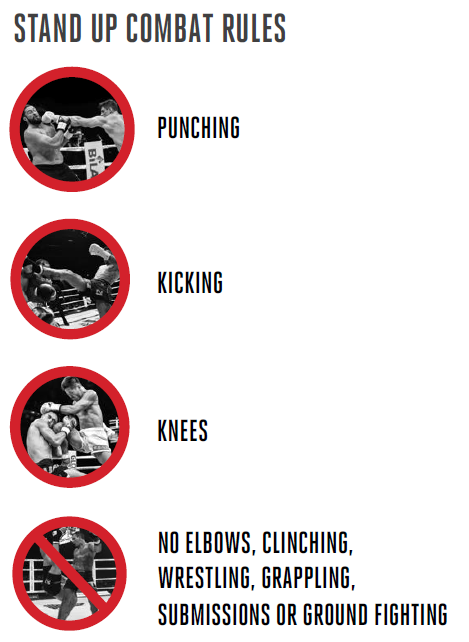 STAND UP COMBAT RULES
PUNCHING
KICKING
KNEES
NO ELBOWS, CLINCHING,
WRESTLING, GRAPPLING,
SUBMISSIONS OR GROUND FIGHTING